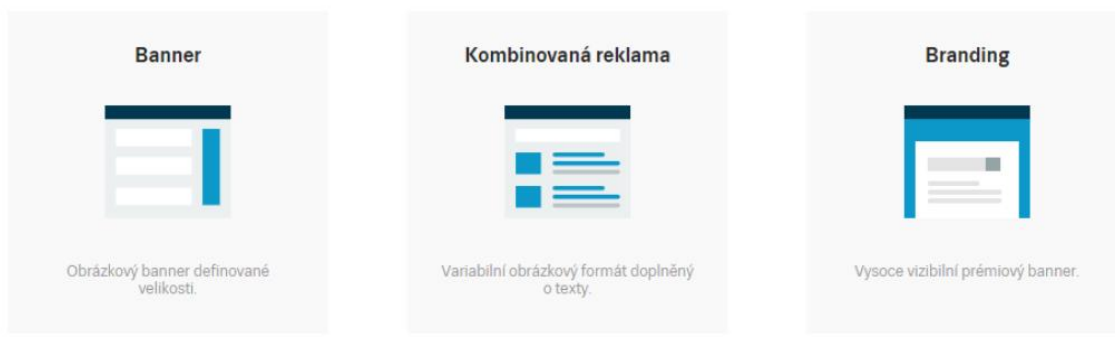 Banner
Obrázkový banner definované
velikosti.
Kombinovaná reklama
Variabilní obrázkový formát doplněný
o texty.
Branding
Vysoce vizibilní prémiový banner.